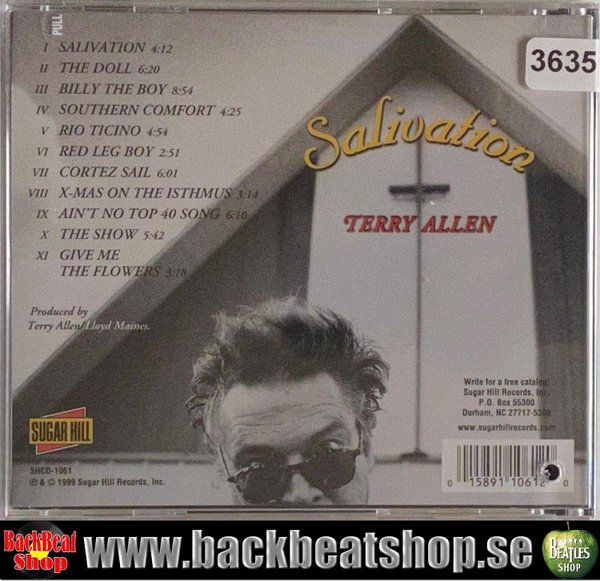 PULL
3635
I SALIVATION 4:12
II THE DOLL 6:20
III BILLY THE BOY 8:54
IV SOUTHERN COMFORT 4:25
V RIO TICINO 4:54
VI RED LEG BOY 2:51
VII CORTEZ SAIL 6:01
VIII X-MAS ON THE ISTHMUS 3:14
IX AIN'T NO TOP 40 SONG 6:10
X THE SHOW 5:42
XI GIVE ME
THE FLOWERS 3:18
Salivation
TERRY ALLEN
Produced by
Terry Allen/Lloyd Maines.
SUGAR HILL
SHCD-1061
℗ & © 1999 Sugar Hill Records, Inc.
Write for a free catalog:
Sugar Hill Records, Inc.
P.O. Box 55300
Durham, NC 27717-5300
www.sugarhillrecords.com
0 15891 10612 0
BackBeat
Shop
www.backbeatshop.se
BEATLES
SHOP